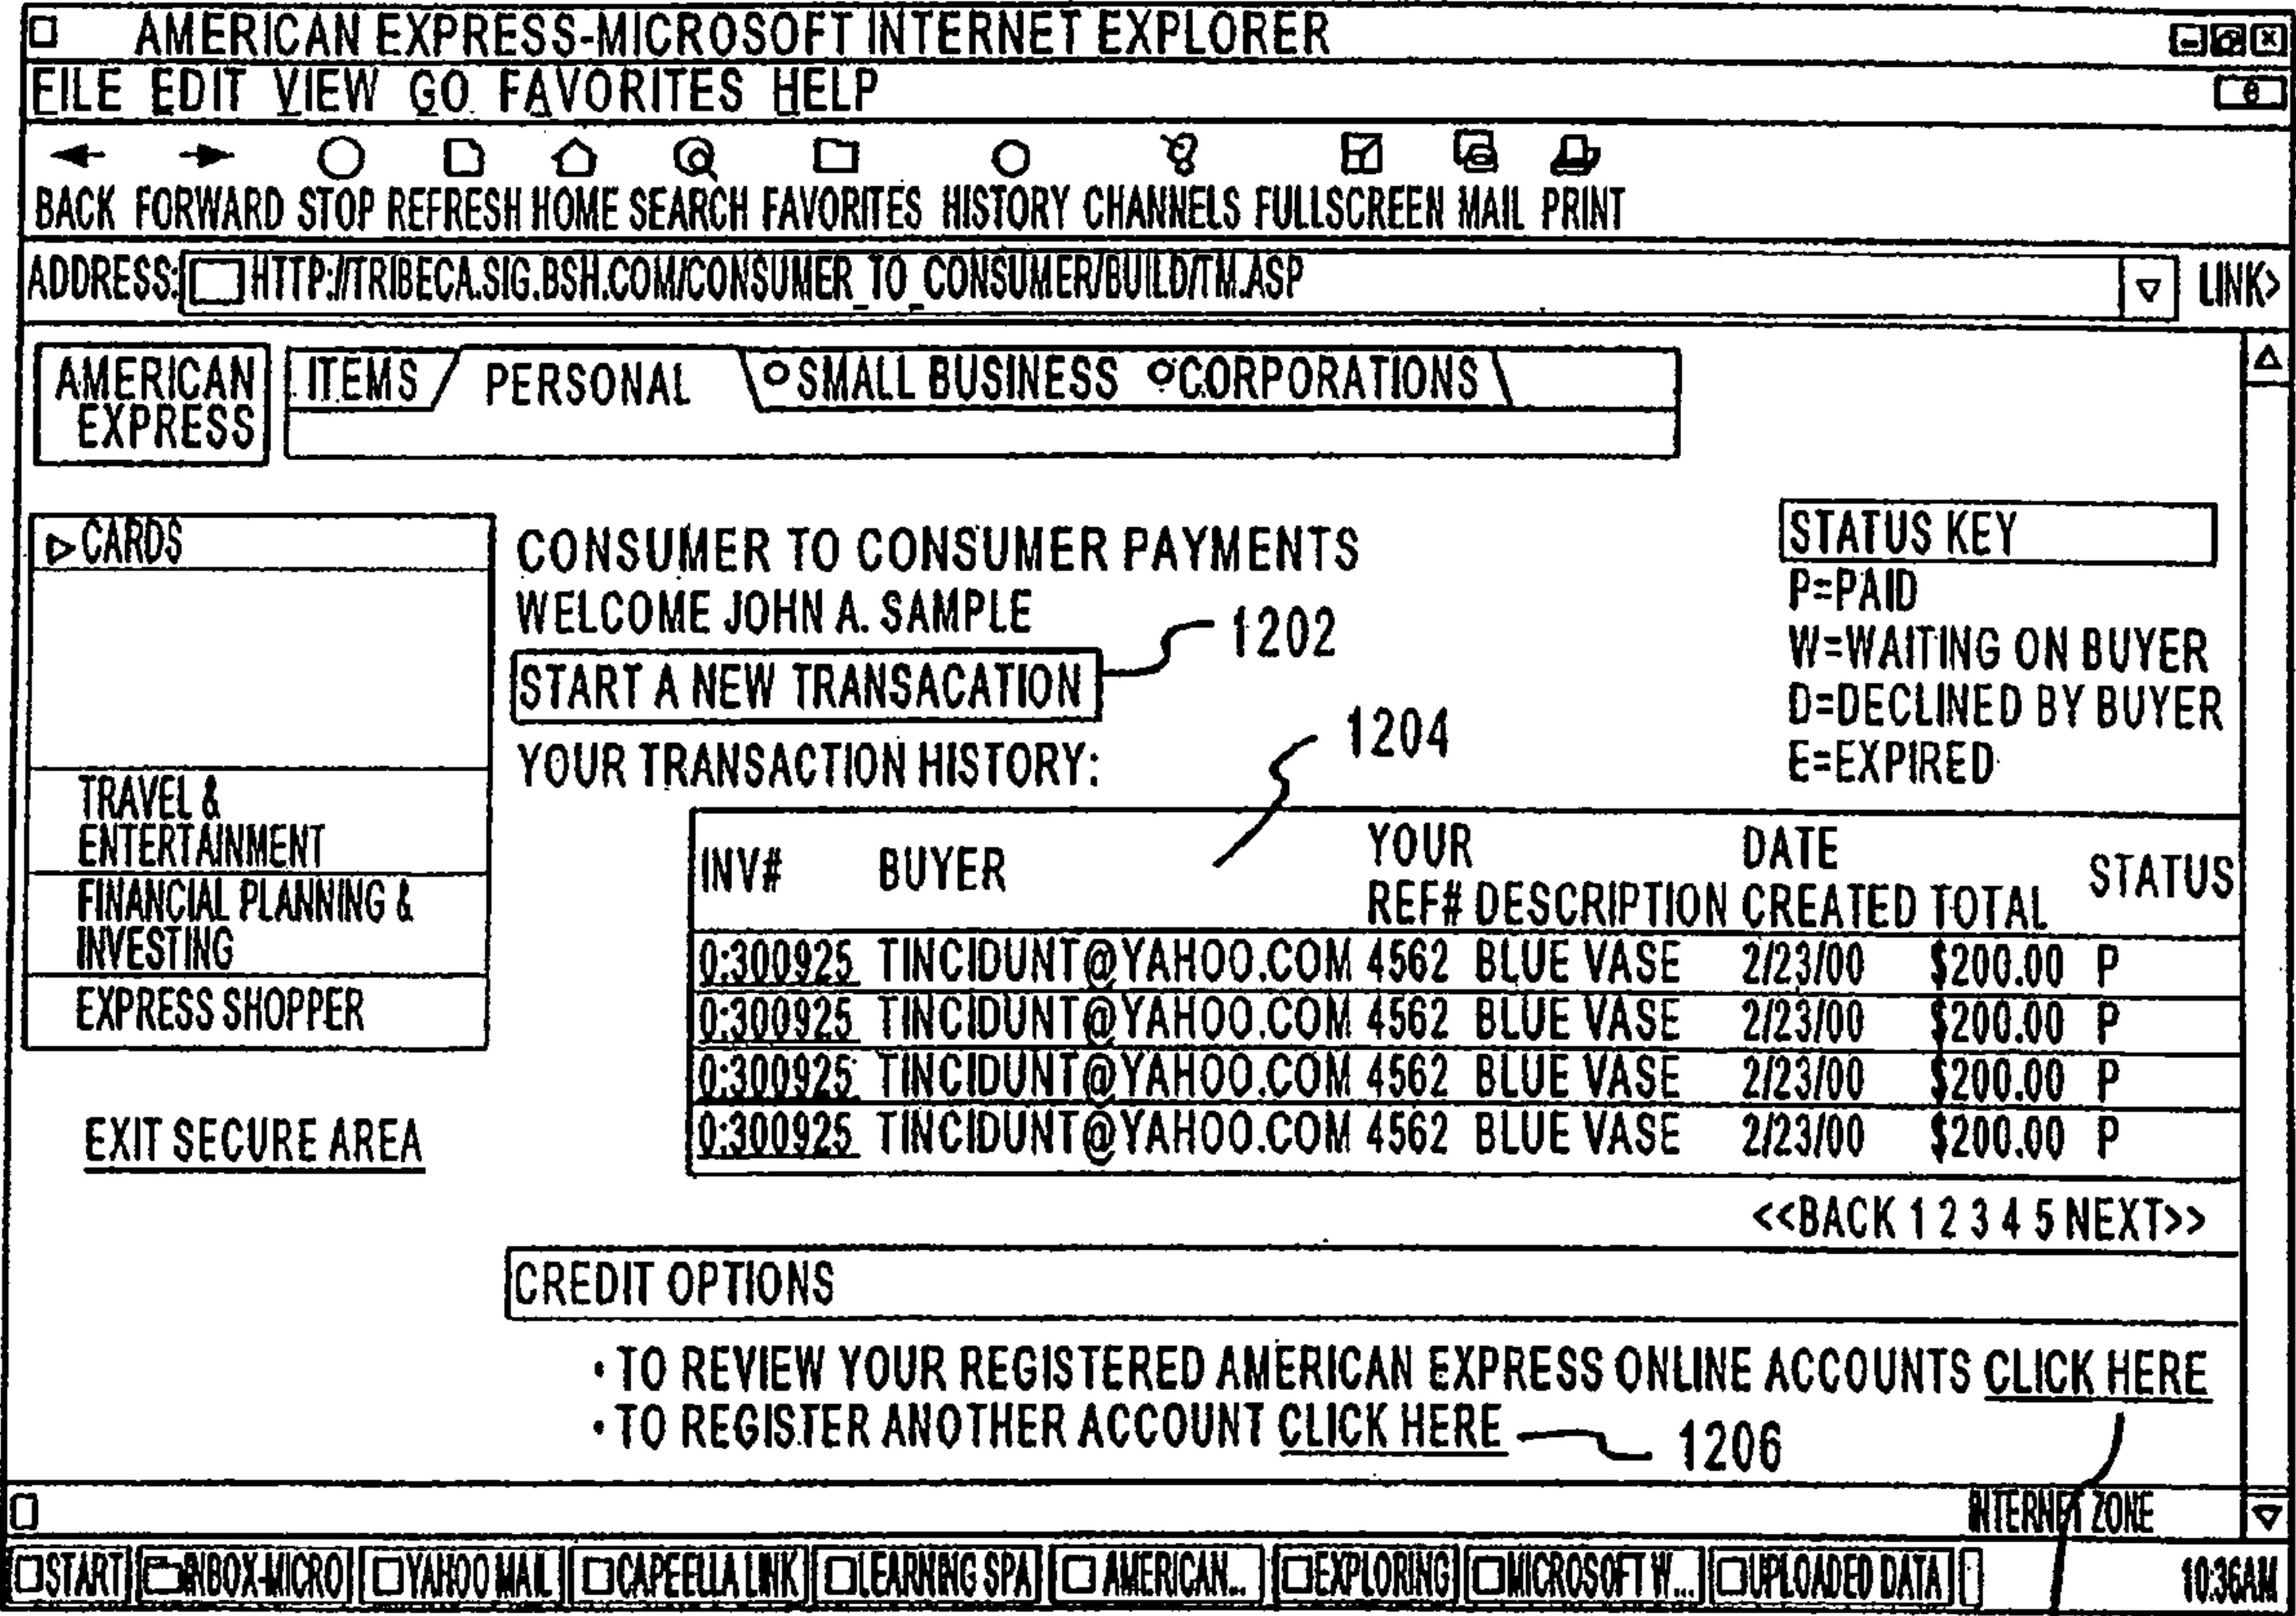 AMERICAN EXPRESS-MICROSOFT INTERNET EXPLORER
FILE EDIT VIEW GO FAVORITES HELP
e
BACK FORWARD STOP REFRESH HOME SEARCH FAVORITES HISTORY CHANNELS FULLSCREEN MAIL PRINT
ADDRESS: HTTP://TRIBECA.SIG.BSH.COM/CONSUMER_TO_CONSUMER/BUILD/TM.ASP LINK>
AMERICAN
EXPRESS
ITEMS PERSONAL SMALL BUSINESS CORPORATIONS
CARDS
TRAVEL &
ENTERTAINMENT
FINANCIAL PLANNING &
INVESTING
EXPRESS SHOPPER
EXIT SECURE AREA
CONSUMER TO CONSUMER PAYMENTS
WELCOME JOHN A. SAMPLE
START A NEW TRANSACATION
1202
YOUR TRANSACTION HISTORY:
1204
STATUS KEY
P=PAID
W=WAITING ON BUYER
D=DECLINED BY BUYER
E=EXPIRED
INV# BUYER YOUR REF# DESCRIPTION DATE CREATED TOTAL STATUS
0:300925 TINCIDUNT@YAHOO.COM 4562 BLUE VASE 2/23/00 $200.00 P
0:300925 TINCIDUNT@YAHOO.COM 4562 BLUE VASE 2/23/00 $200.00 P
0:300925 TINCIDUNT@YAHOO.COM 4562 BLUE VASE 2/23/00 $200.00 P
0:300925 TINCIDUNT@YAHOO.COM 4562 BLUE VASE 2/23/00 $200.00 P
<<BACK 1 2 3 4 5 NEXT>>
CREDIT OPTIONS
• TO REVIEW YOUR REGISTERED AMERICAN EXPRESS ONLINE ACCOUNTS CLICK HERE
• TO REGISTER ANOTHER ACCOUNT CLICK HERE
1206
INTERNET ZONE
START INBOX-MICRO YAHOO MAIL CAPEELLA LINK LEARNING SPA AMERICAN... EXPLORING MICROSOFT W... UPLOADED DATA 10:36AM